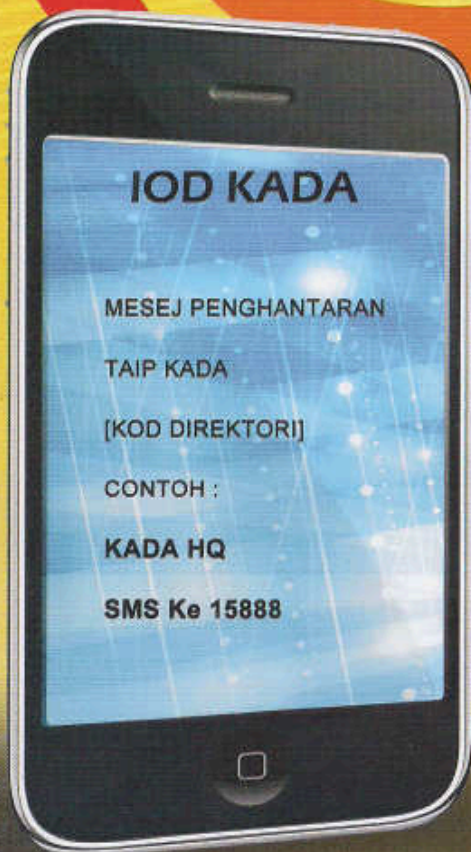 IOD KADA
MESEJ PENGHANTARAN
TAIP KADA
[KOD DIREKTORI]
CONTOH :
KADA HQ
SMS Ke 15888